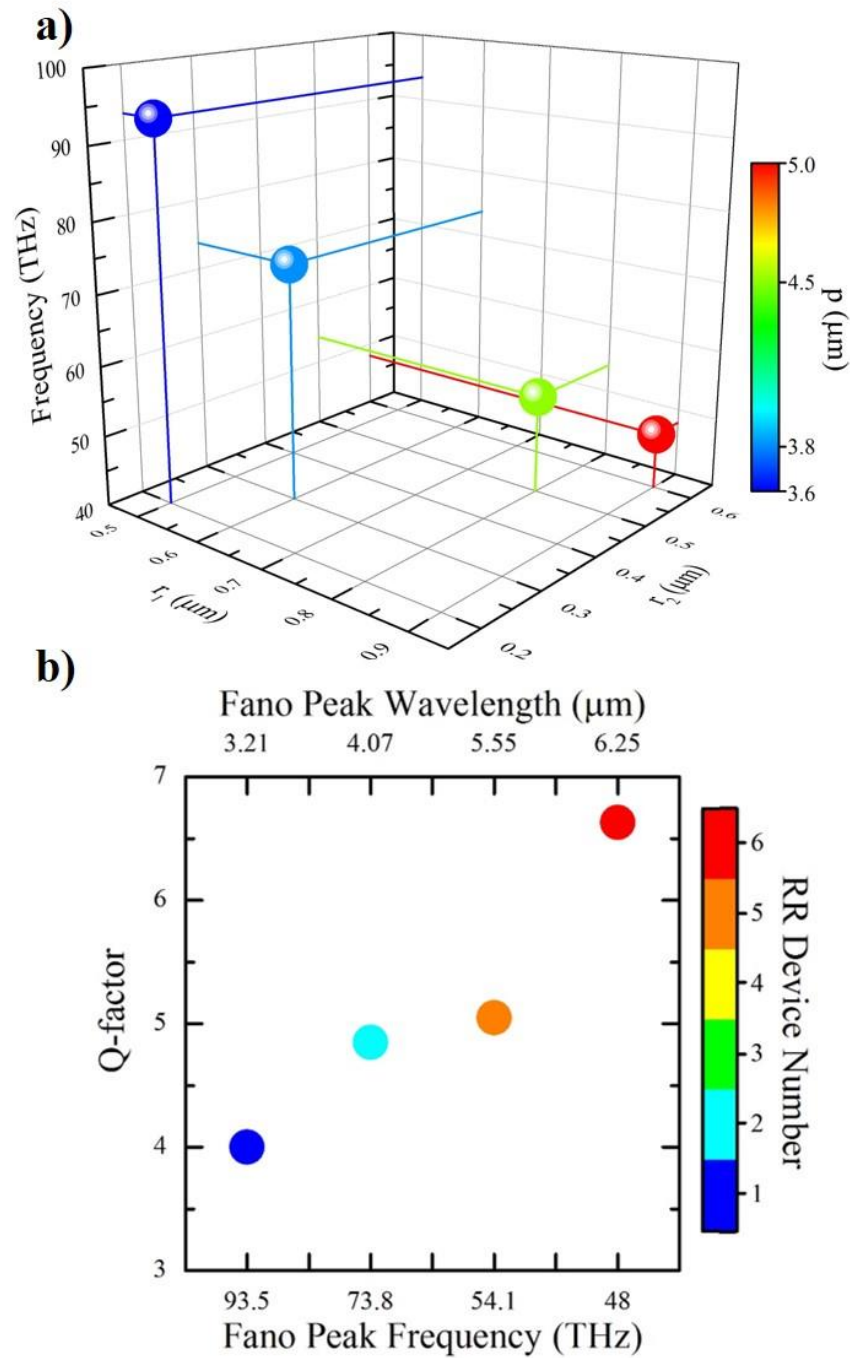 a)
100
90
80
70
60
50
40
Frequency (THz)
0.5
0.6
0.7
0.8
0.9
r₁ (μm)
0.2
0.3
0.4
0.5
0.6
r₂ (μm)
5.0
4.5
3.8
3.6
p (μm)
b)
Fano Peak Wavelength (μm)
3.21 4.07 5.55 6.25
7
6
5
4
3
Q-factor
93.5 73.8 54.1 48
Fano Peak Frequency (THz)
6
5
4
3
2
1
RR Device Number